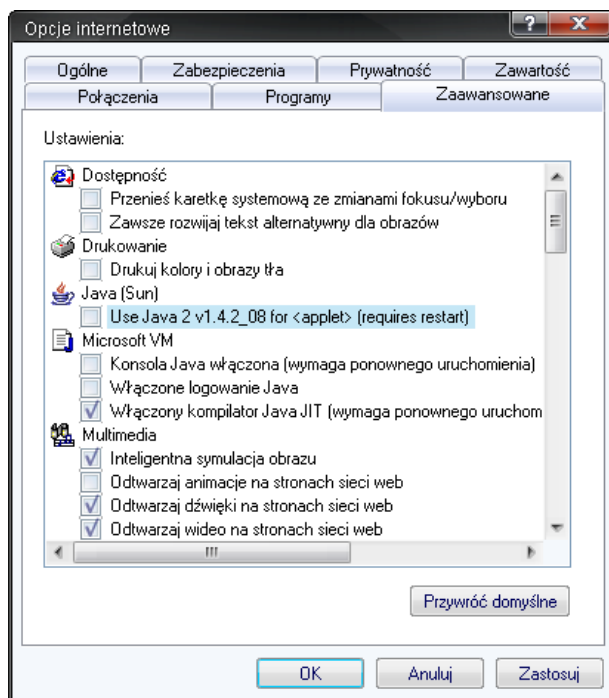 Opcje internetowe
Ogólne Zabezpieczenia Prywatność Zawartość
Połączenia Programy Zaawansowane
Ustawienia:
Dostępność
Przenieś karetkę systemową ze zmianami fokusu/wyboru
Zawsze rozwijaj tekst alternatywny dla obrazów
Drukowanie
Drukuj kolory i obrazy tła
Java (Sun)
Use Java 2 v1.4.2_08 for <applet> (requires restart)
Microsoft VM
Konsola Java włączona (wymaga ponownego uruchomienia)
Włączone logowanie Java
Włączony kompilator Java JIT (wymaga ponownego uruchom
Multimedia
Inteligentna symulacja obrazu
Odtwarzaj animacje na stronach sieci web
Odtwarzaj dźwięki na stronach sieci web
Odtwarzaj wideo na stronach sieci web
Przywróć domyślne
OK Anuluj Zastosuj